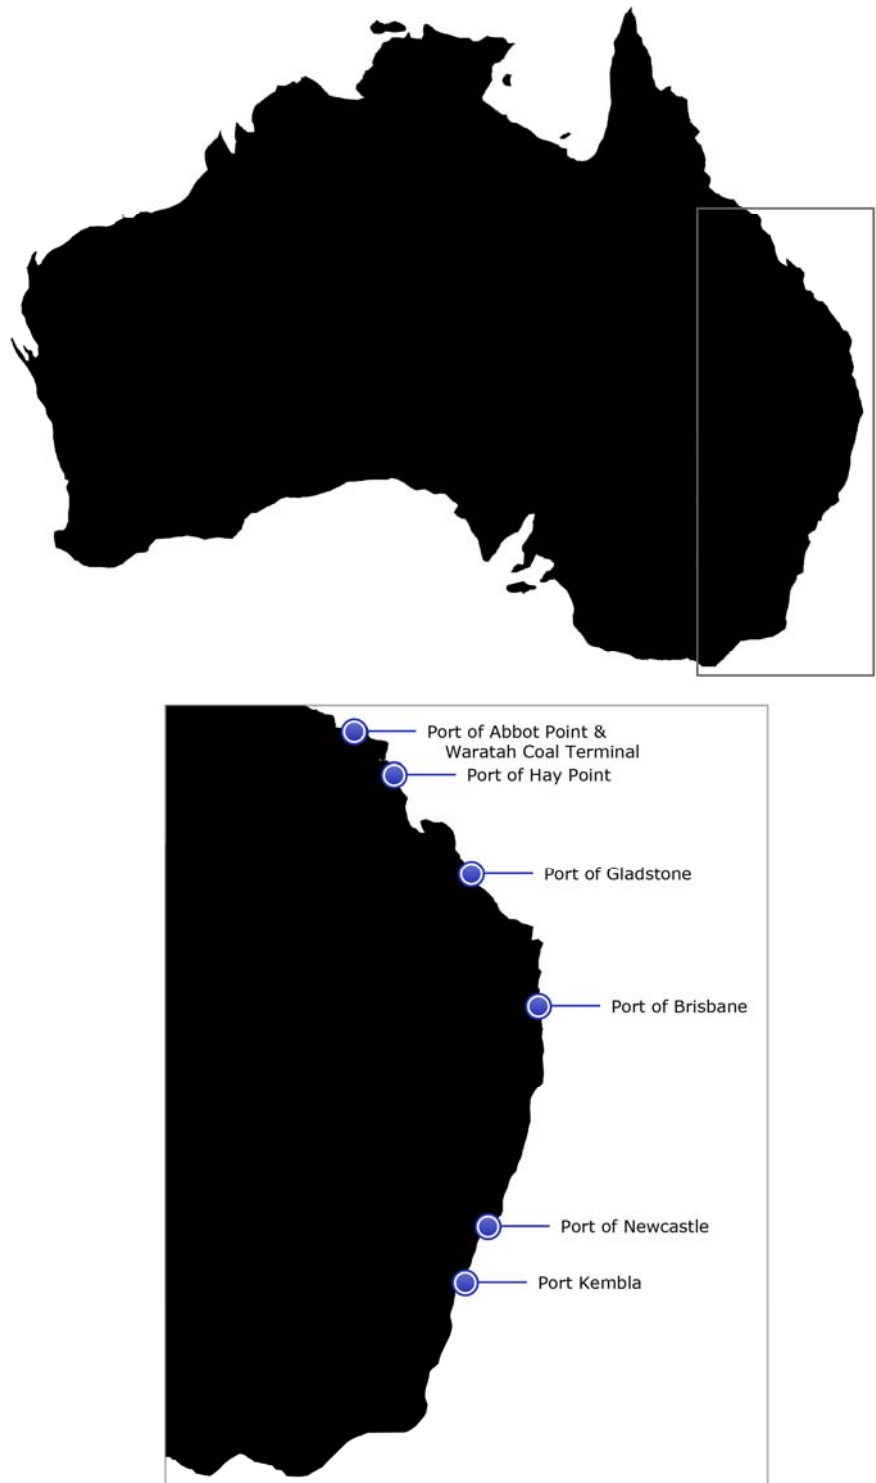 Port of Abbot Point &
Waratah Coal Terminal
Port of Hay Point
Port of Gladstone
Port of Brisbane
Port of Newcastle
Port Kembla